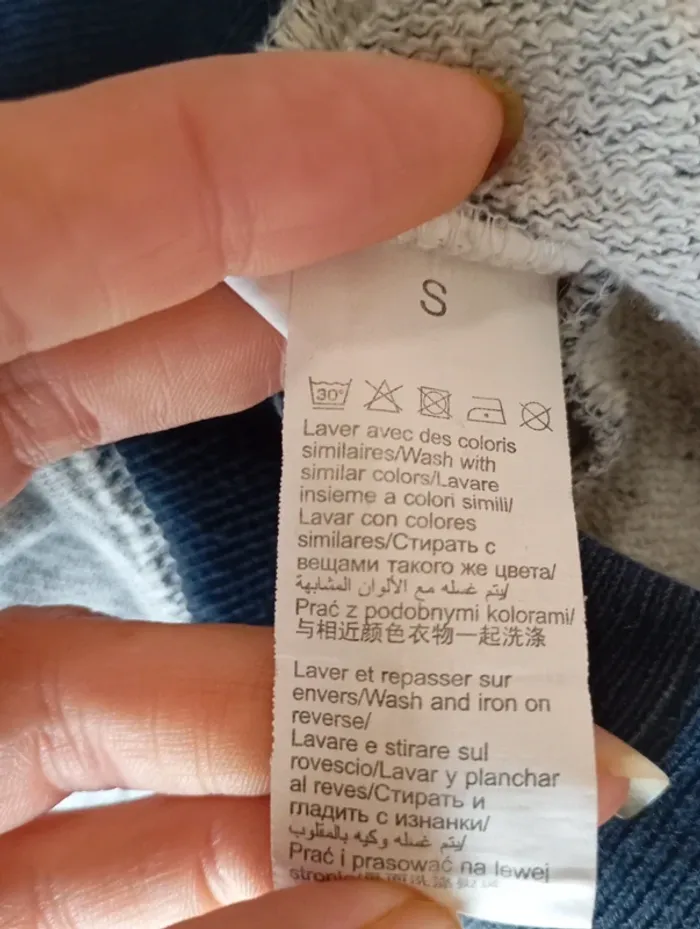 S
30°
Laver avec des coloris
similaires/Wash with
similar colors/Lavare
insieme a colori simili/
Lavar con colores
similares/Стирать с
вещами такого же цвета/
يتم غسله مع الألوان المشابهة/
Prać z podobnymi kolorami/
与相近颜色衣物一起洗涤
Laver et repasser sur
envers/Wash and iron on
reverse/
Lavare e stirare sul
rovescio/Lavar y planchar
al reves/Стирать и
гладить с изнанки/
يتم غسله وكيه بالمقلوب/
Prać i prasować na lewej
stronie/